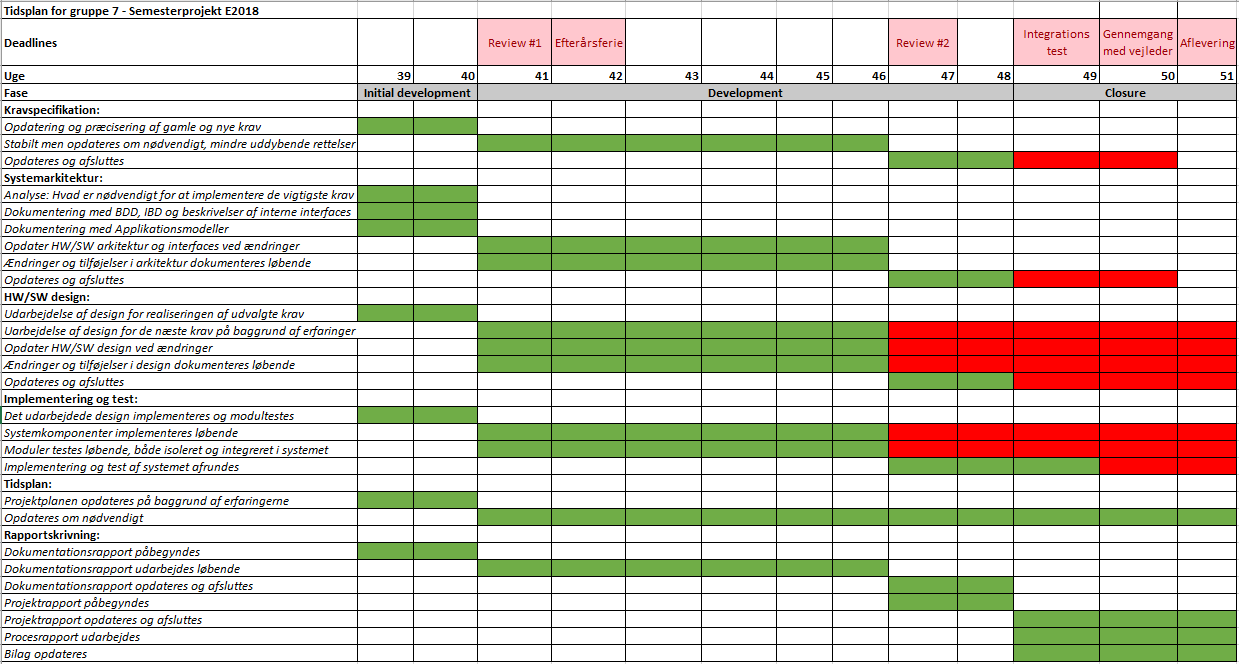 Tidsplan for gruppe 7 - Semesterprojekt E2018
Deadlines Review #1 Efterårsferie Review #2 Integrations test Gennemgang med vejleder Aflevering
Uge 39 40 41 42 43 44 45 46 47 48 49 50 51
Fase Initial development Development Closure
Kravspecifikation:
Opdatering og præcisering af gamle og nye krav
Stabilt men opdateres om nødvendigt, mindre uddybende rettelser
Opdateres og afsluttes
Systemarkitektur:
Analyse: Hvad er nødvendigt for at implementere de vigtigste krav
Dokumentering med BDD, IBD og beskrivelser af interne interfaces
Dokumentering med Applikationsmodeller
Opdater HW/SW arkitektur og interfaces ved ændringer
Ændringer og tilføjelser i arkitektur dokumenteres løbende
Opdateres og afsluttes
HW/SW design:
Udarbejdelse af design for realiseringen af udvalgte krav
Uarbejdelse af design for de næste krav på baggrund af erfaringer
Opdater HW/SW design ved ændringer
Ændringer og tilføjelser i design dokumenteres løbende
Opdateres og afsluttes
Implementering og test:
Det udarbejdede design implementeres og modultestes
Systemkomponenter implementeres løbende
Moduler testes løbende, både isoleret og integreret i systemet
Implementering og test af systemet afrundes
Tidsplan:
Projektplanen opdateres på baggrund af erfaringerne
Opdateres om nødvendigt
Rapportskrivning:
Dokumentationsrapport påbegyndes
Dokumentationsrapport udarbejdes løbende
Dokumentationsrapport opdateres og afsluttes
Projektrapport påbegyndes
Projektrapport opdateres og afsluttes
Procesrapport udarbejdes
Bilag opdateres